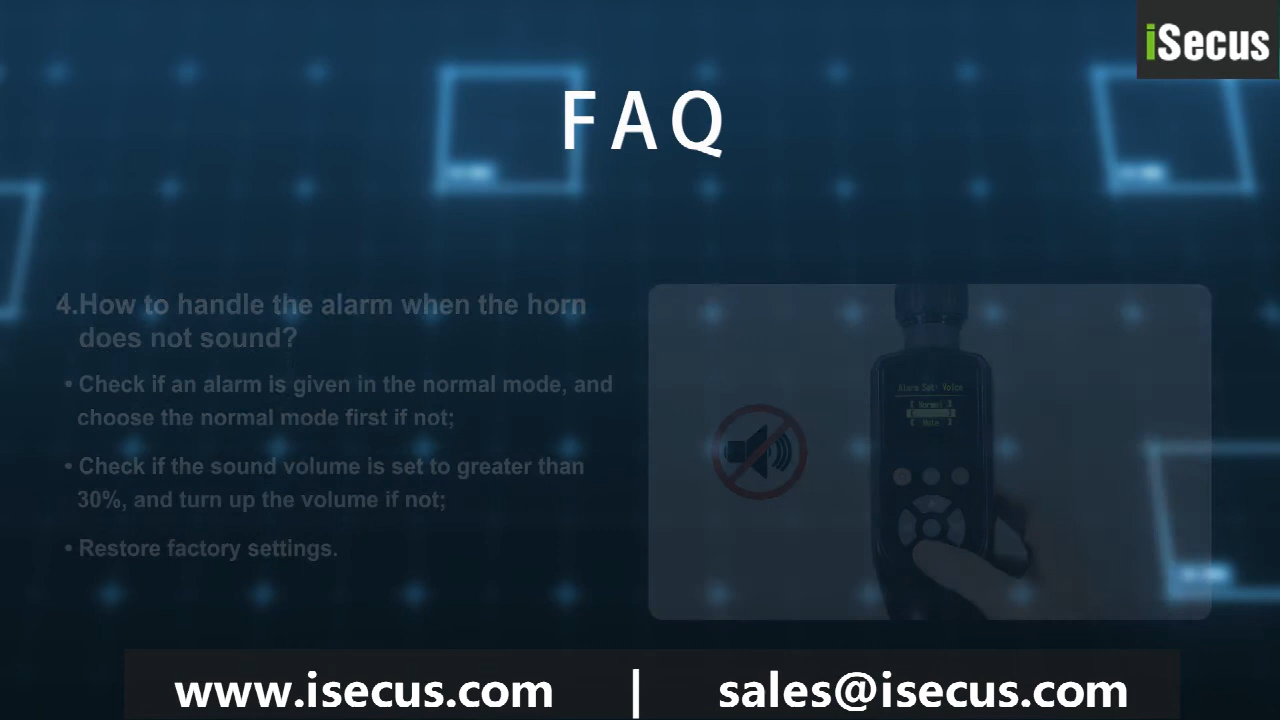 iSecus
FAQ
4.How to handle the alarm when the horn
does not sound?
• Check if an alarm is given in the normal mode, and
choose the normal mode first if not;
• Check if the sound volume is set to greater than
30%, and turn up the volume if not;
• Restore factory settings.
Alarm Set: Voice
Normal
Mute
www.isecus.com | sales@isecus.com